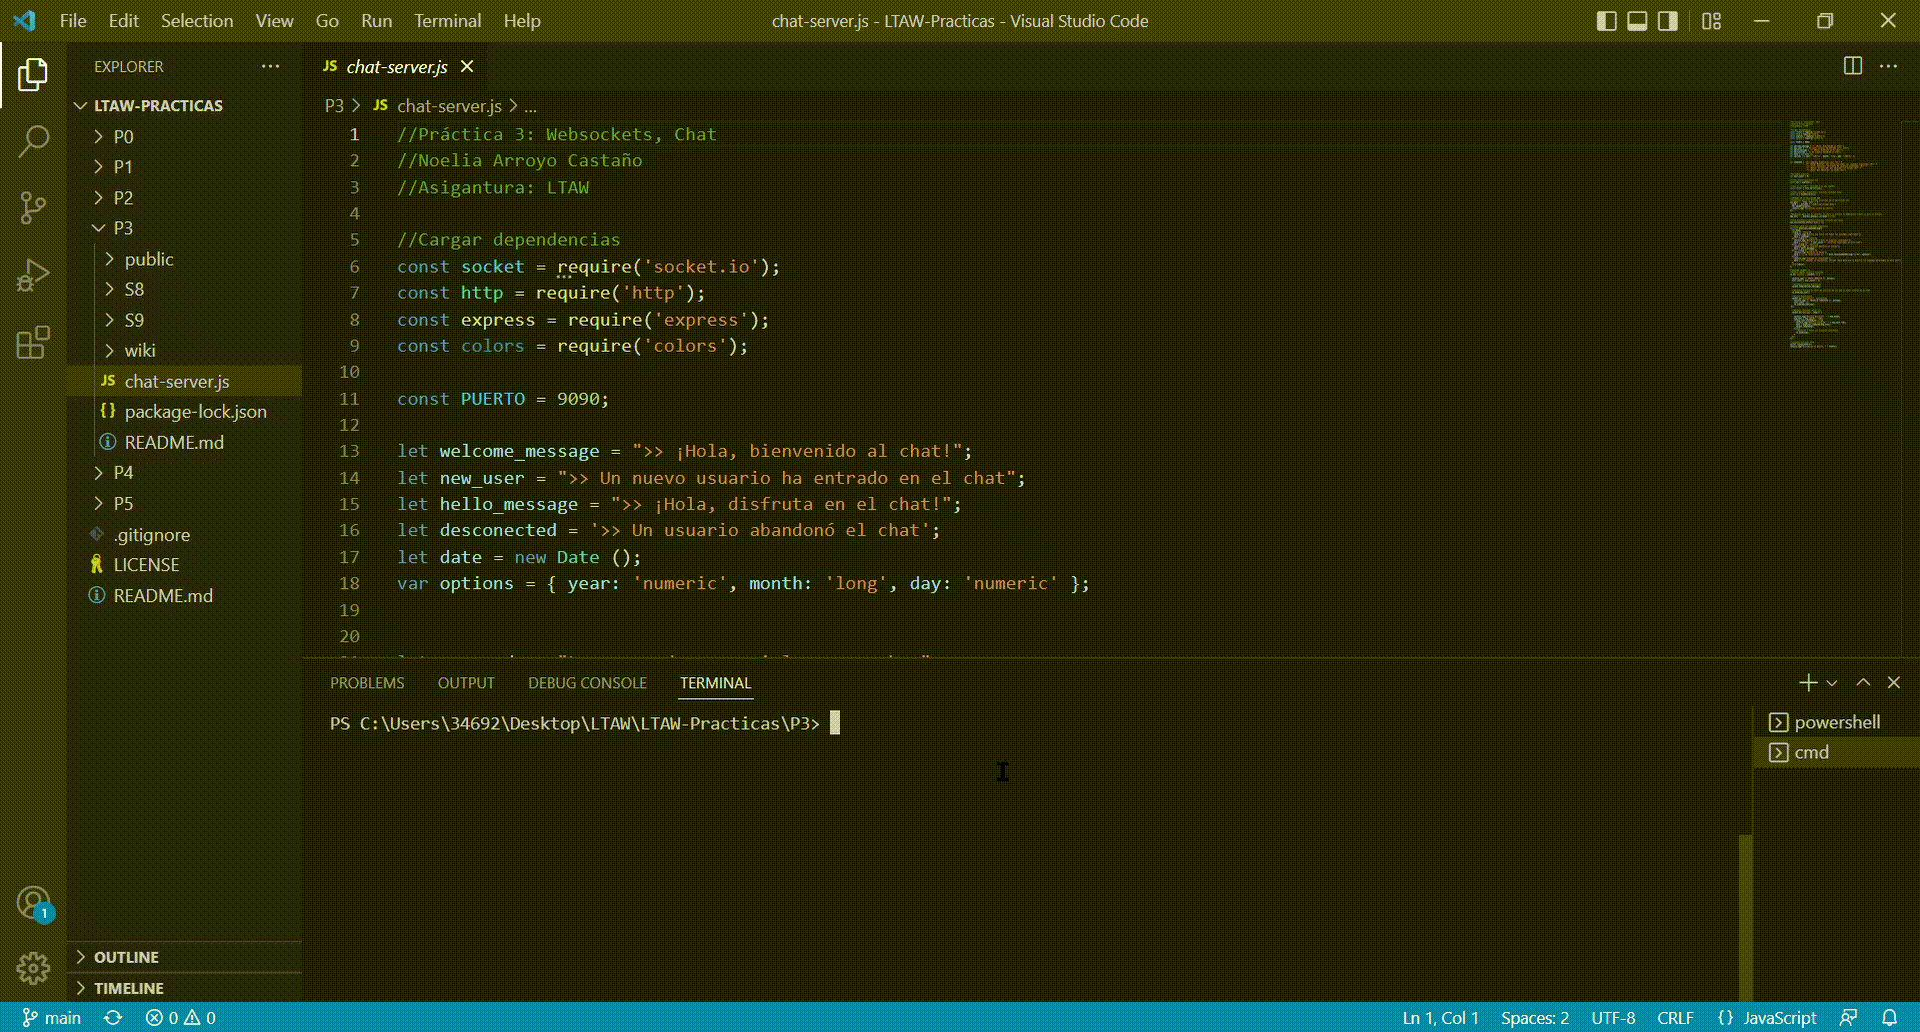 File Edit Selection View Go Run Terminal Help
chat-server.js - LTAW-Practicas - Visual Studio Code
EXPLORER
LTAW-PRACTICAS
P0
P1
P2
P3
public
S8
S9
wiki
JS chat-server.js
{} package-lock.json
README.md
P4
P5
.gitignore
LICENSE
README.md
OUTLINE
TIMELINE
JS chat-server.js
P3 > JS chat-server.js > ...
1 //Práctica 3: Websockets, Chat
2 //Noelia Arroyo Castaño
3 //Asigantura: LTAW
4
5 //Cargar dependencias
6 const socket = require('socket.io');
7 const http = require('http');
8 const express = require('express');
9 const colors = require('colors');
10
11 const PUERTO = 9090;
12
13 let welcome_message = ">> ¡Hola, bienvenido al chat!";
14 let new_user = ">> Un nuevo usuario ha entrado en el chat";
15 let hello_message = ">> ¡Hola, disfruta en el chat!";
16 let desconected = '>> Un usuario abandonó el chat';
17 let date = new Date ();
18 var options = { year: 'numeric', month: 'long', day: 'numeric' };
19
20
PROBLEMS OUTPUT DEBUG CONSOLE TERMINAL
PS C:\Users\34692\Desktop\LTAW\LTAW-Practicas\P3>
powershell
cmd
1
main 0 0
Ln 1, Col 1 Spaces: 2 UTF-8 CRLF {} JavaScript